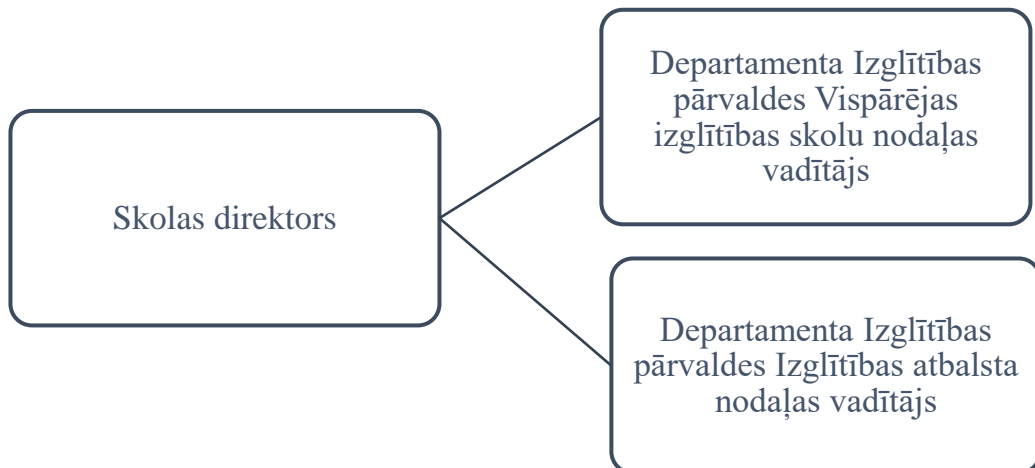 Skolas direktors
Departamenta Izglītības
pārvaldes Vispārējas
izglītības skolu nodaļas
vadītājs
Departamenta Izglītības
pārvaldes Izglītības atbalsta
nodaļas vadītājs